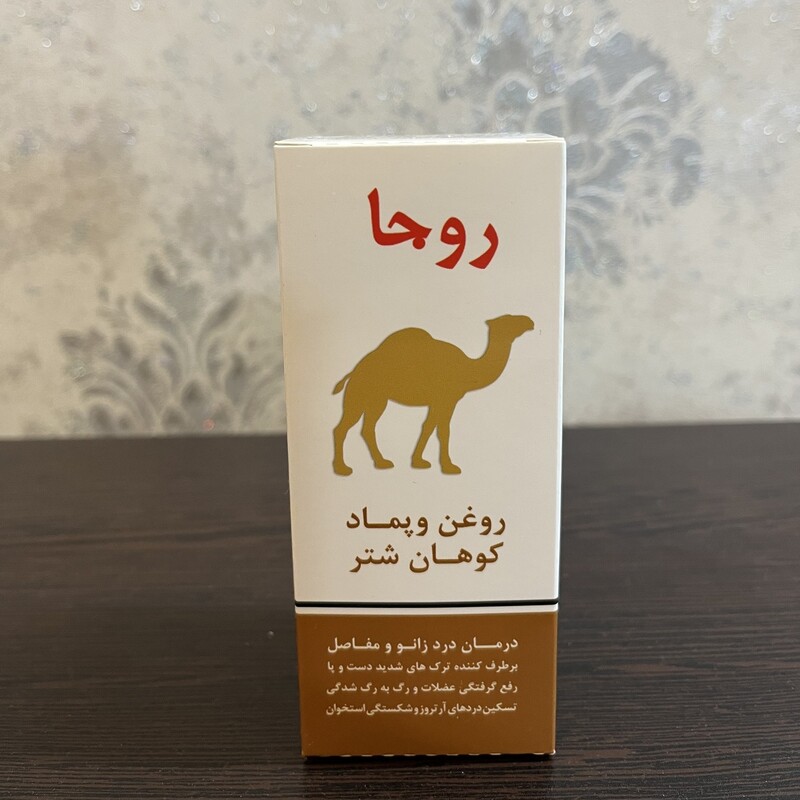 روجا
روغن وپماد
کوهان شتر
درمان درد زانو و مفاصل
برطرف کننده ترک های شدید دست و پا
رفع گرفتگی عضلات و رگ به رگ شدگی
تسکین دردهای آرتروز و شکستگی استخوان